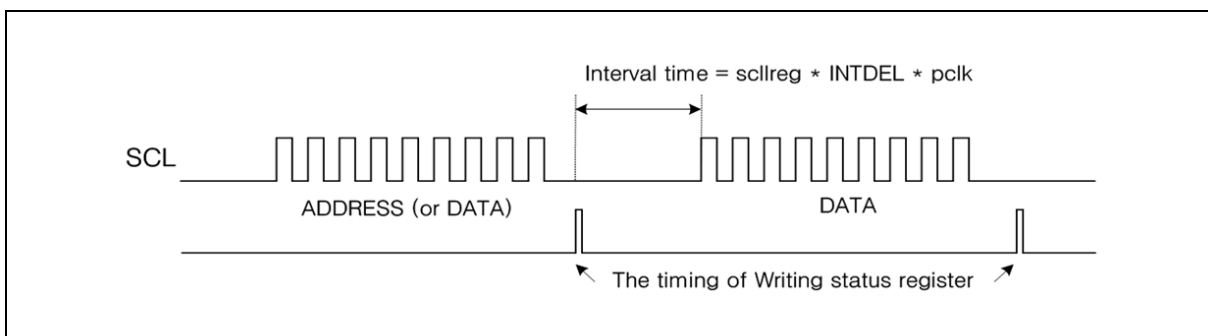 Interval time = scllreg * INTDEL * pclk
SCL
ADDRESS (or DATA)
DATA
The timing of Writing status register